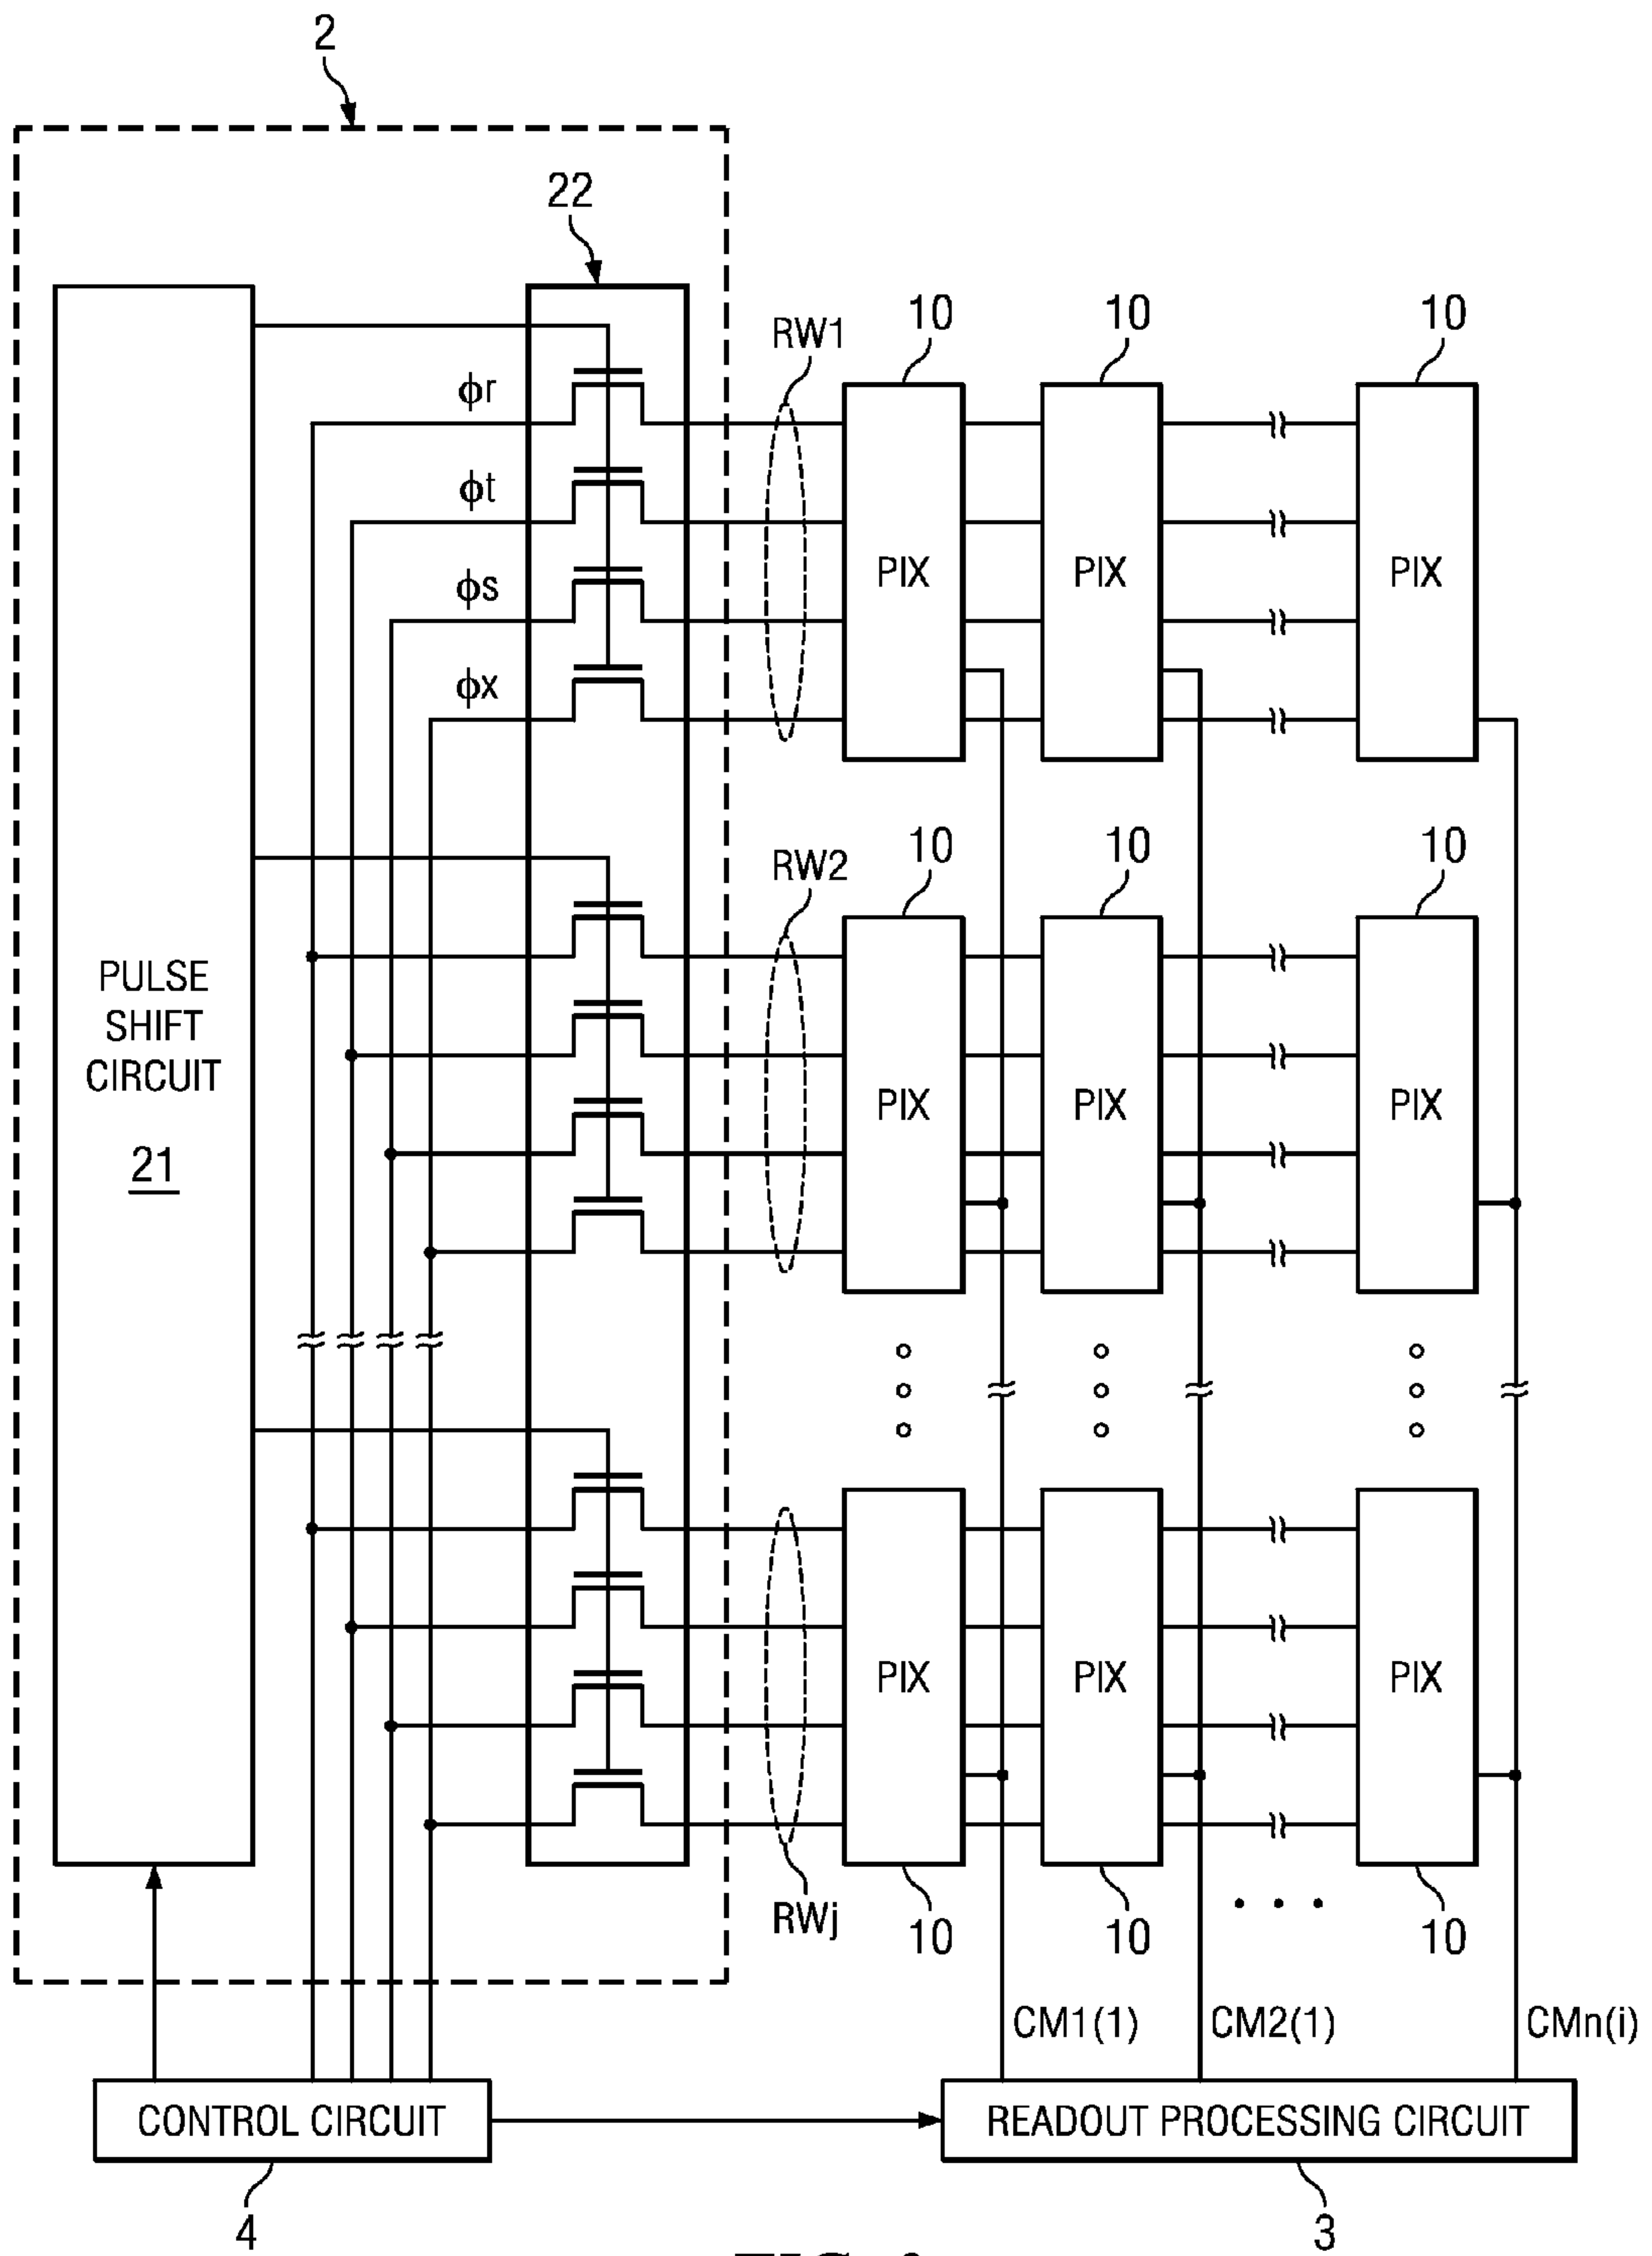 2
22
RW1
10
10
10
φr
φt
φs
φx
PIX
PIX
PIX
RW2
10
10
10
PULSE
SHIFT
CIRCUIT
21
PIX
PIX
PIX
PIX
PIX
PIX
RWj
10
10
10
CM1(1)
CM2(1)
CMn(i)
CONTROL CIRCUIT
READOUT PROCESSING CIRCUIT
4
3